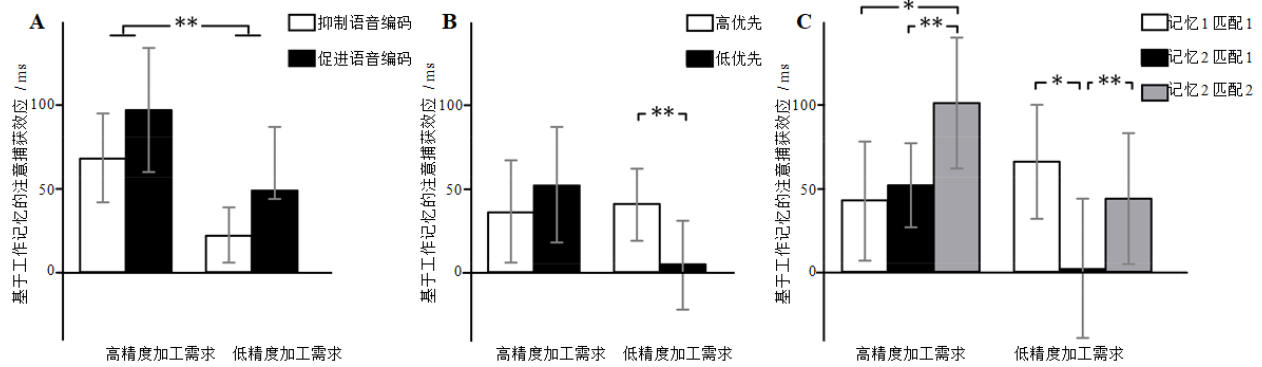 A
**
抑制语音编码
促进语音编码
基于工作记忆的注意捕获效应 /ms
100
50
0
高精度加工需求
低精度加工需求
B
高优先
低优先
**
基于工作记忆的注意捕获效应 /ms
100
50
0
高精度加工需求
低精度加工需求
C
*
**
记忆1 匹配1
记忆2 匹配1
记忆2 匹配2
*
**
基于工作记忆的注意捕获效应 /ms
100
50
0
高精度加工需求
低精度加工需求